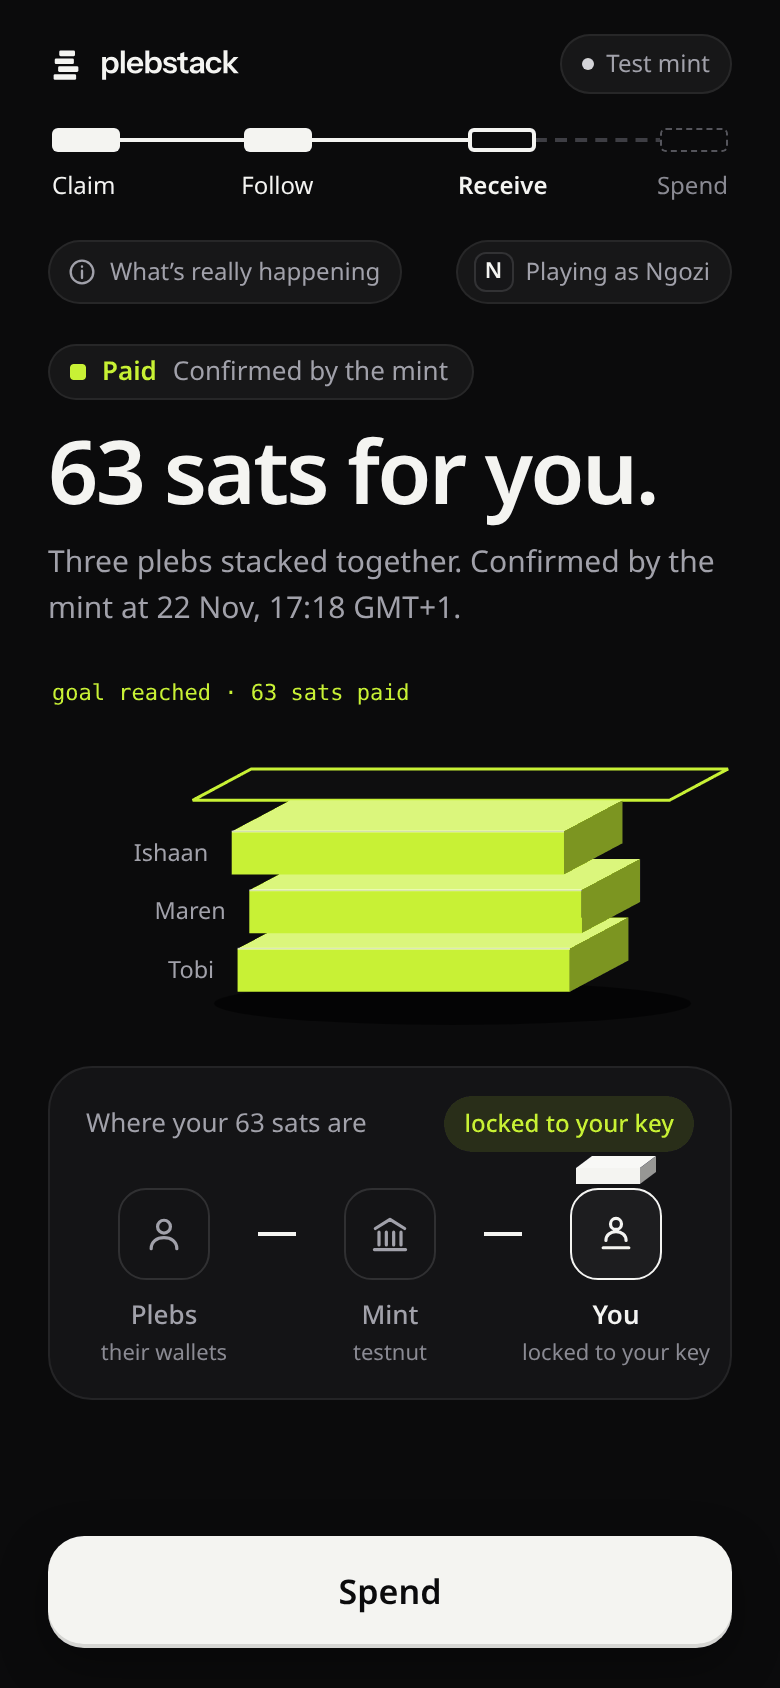 plebstack
Test mint
Claim
Follow
Receive
Spend
What’s really happening
N
Playing as Ngozi
Paid Confirmed by the mint
63 sats for you.
Three plebs stacked together. Confirmed by the
mint at 22 Nov, 17:18 GMT+1.
goal reached · 63 sats paid
Ishaan
Maren
Tobi
Where your 63 sats are
locked to your key
Plebs
their wallets
Mint
testnut
You
locked to your key
Spend